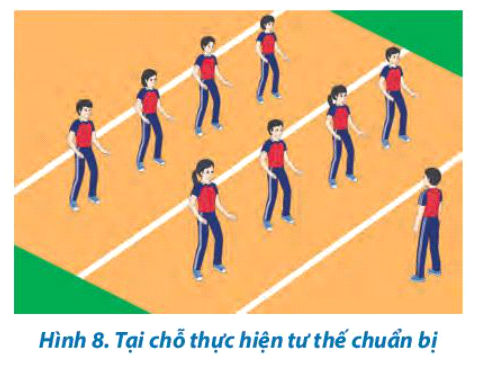 Hình 8. Tại chỗ thực hiện tư thế chuẩn bị